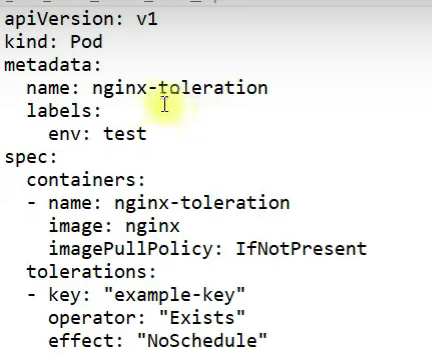 apiVersion: v1
kind: Pod
metadata:
  name: nginx-toleration
  labels:
    env: test
spec:
  containers:
  - name: nginx-toleration
    image: nginx
    imagePullPolicy: IfNotPresent
  tolerations:
  - key: "example-key"
    operator: "Exists"
    effect: "NoSchedule"